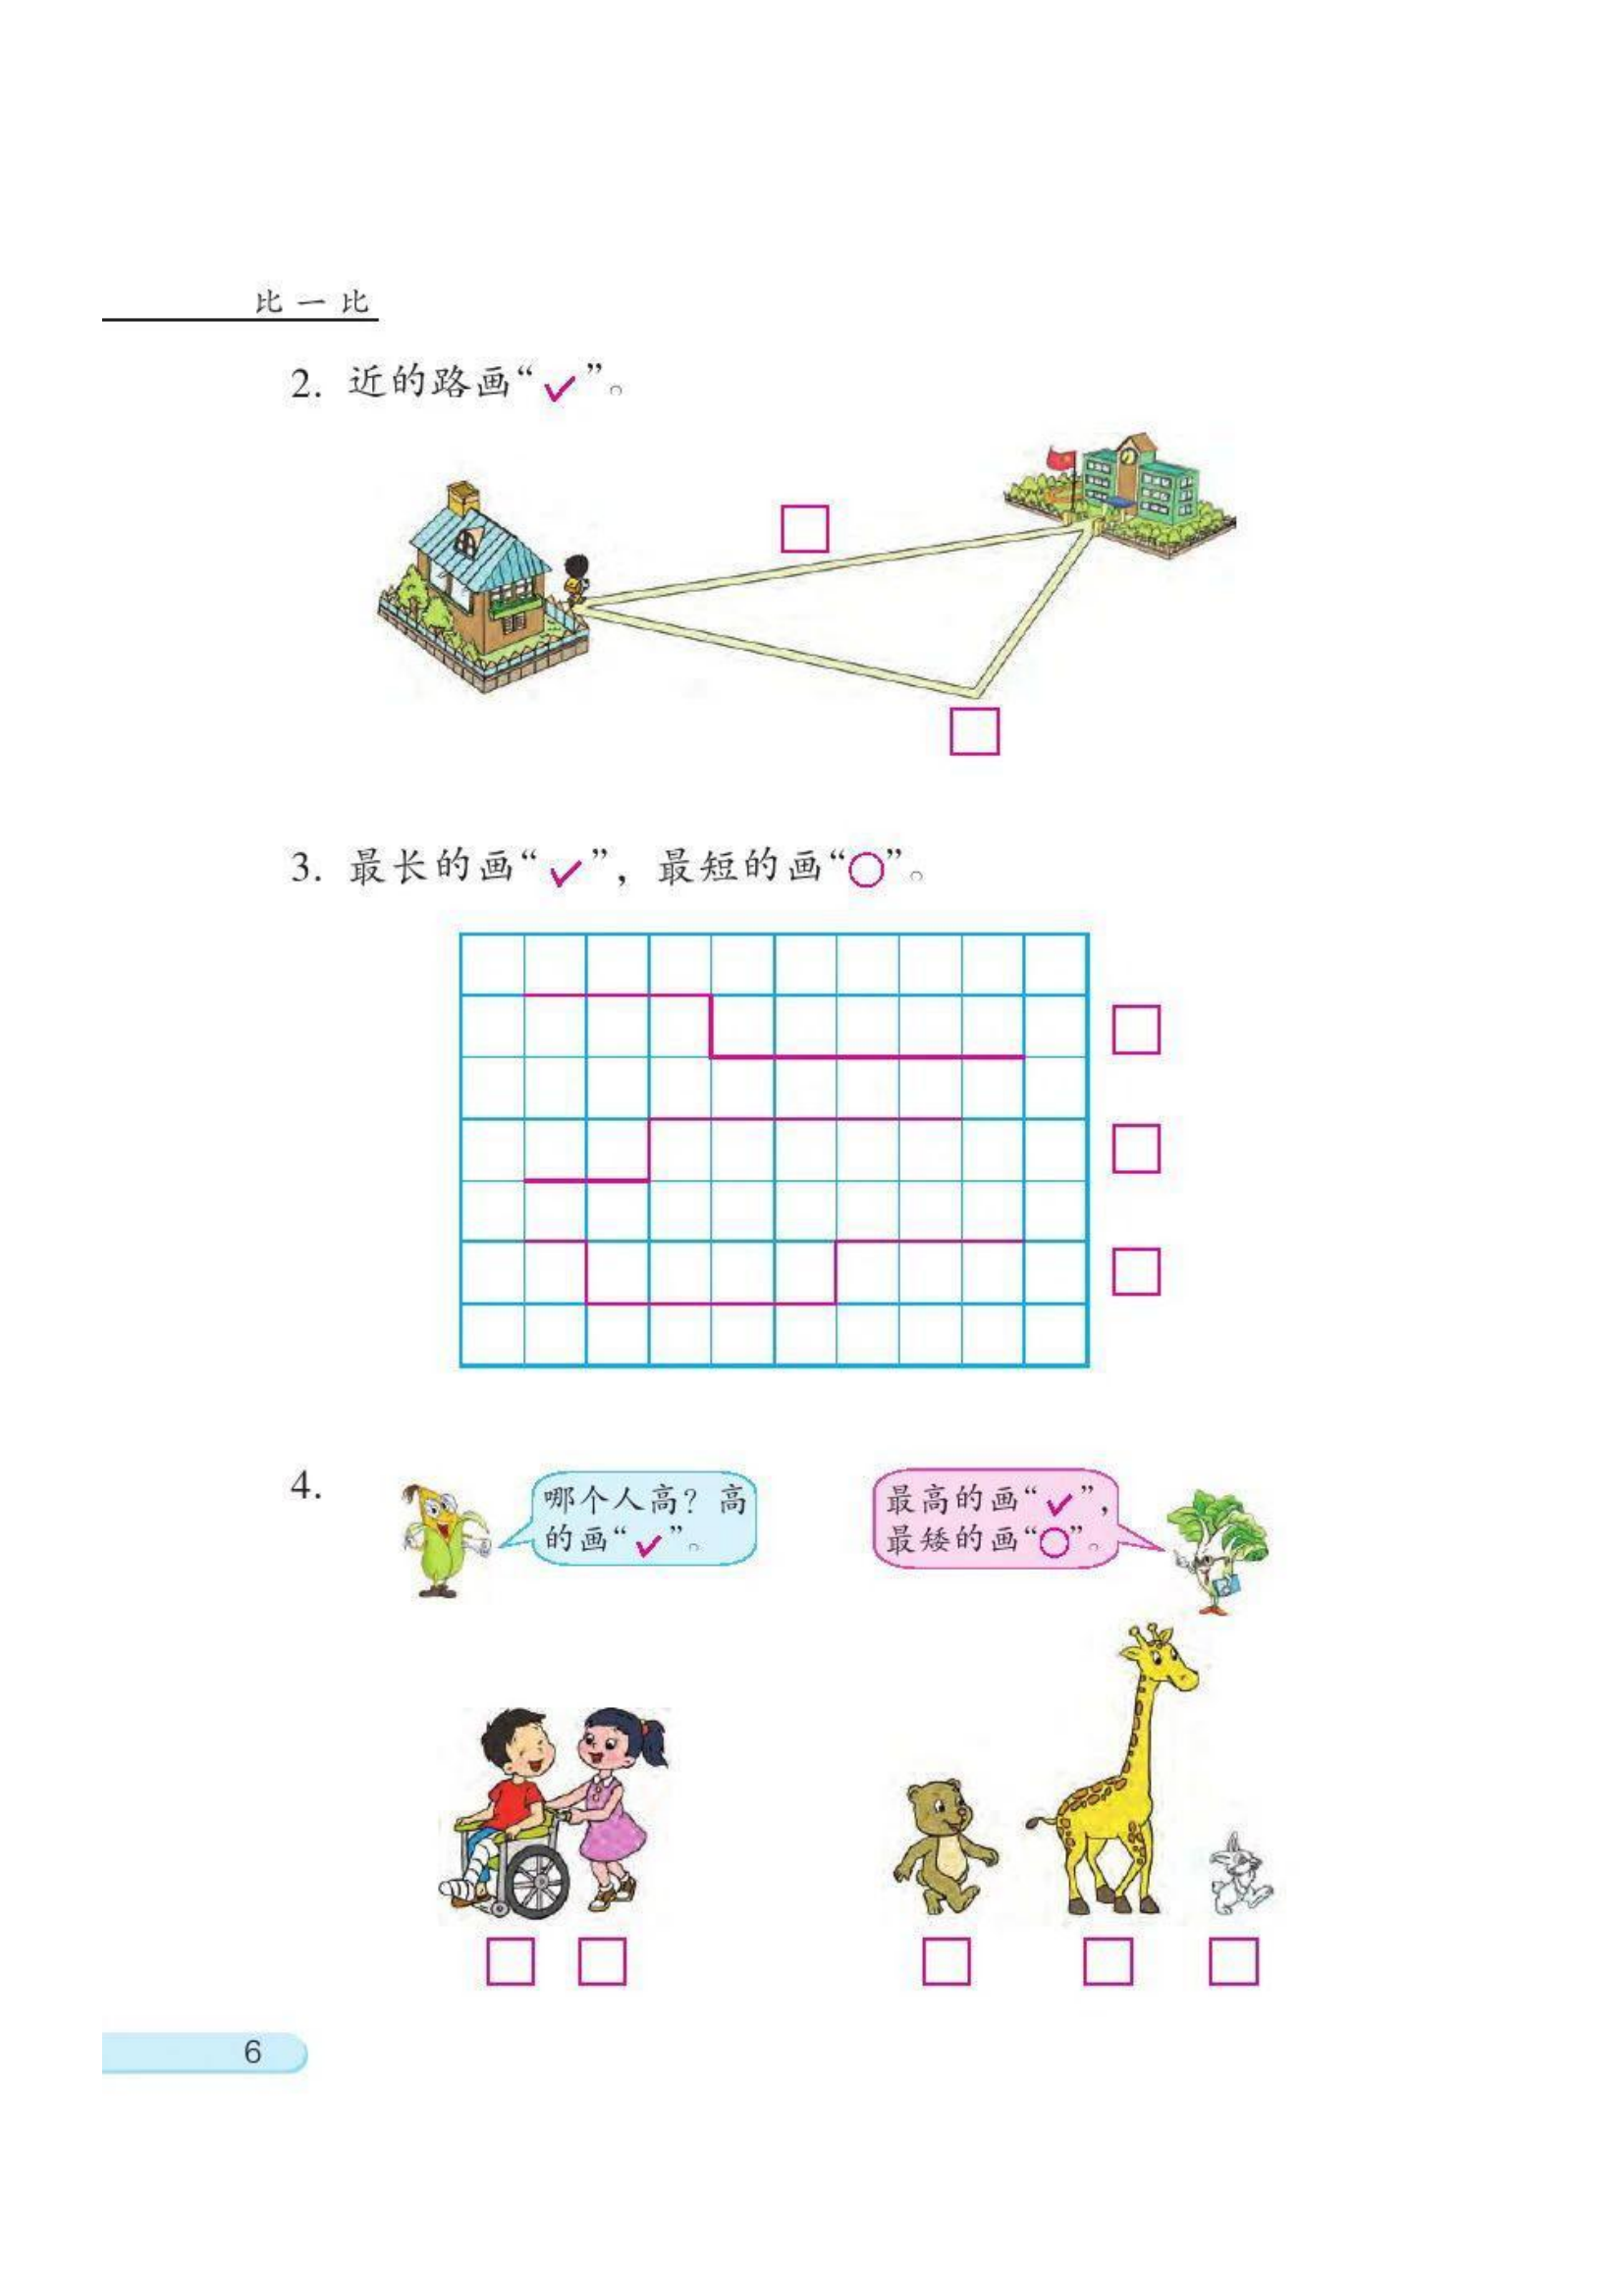 比一比
2. 近的路画“✓”。
3. 最长的画“✓”，最短的画“○”。
4.
哪个人高？高
的画“✓”。
最高的画“✓”，
最矮的画“○”。
6